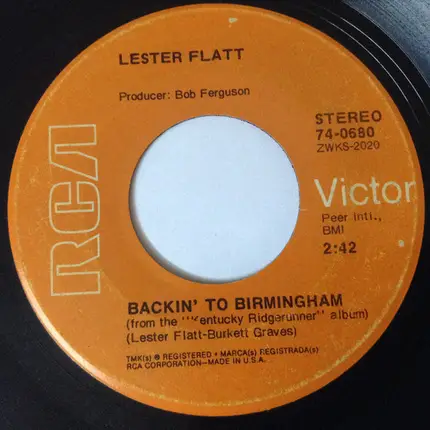 LESTER FLATT
Producer: Bob Ferguson
STEREO
74-0680
ZWKS-2020
RCA
Victor
Peer Intl.,
BMI
2:42
BACKIN' TO BIRMINGHAM
(from the "Kentucky Ridgerunner" album)
(Lester Flatt-Burkett Graves)
TMK(s) ® REGISTERED • MARCA(s) REGISTRADA(s)
RCA CORPORATION—MADE IN U.S.A.